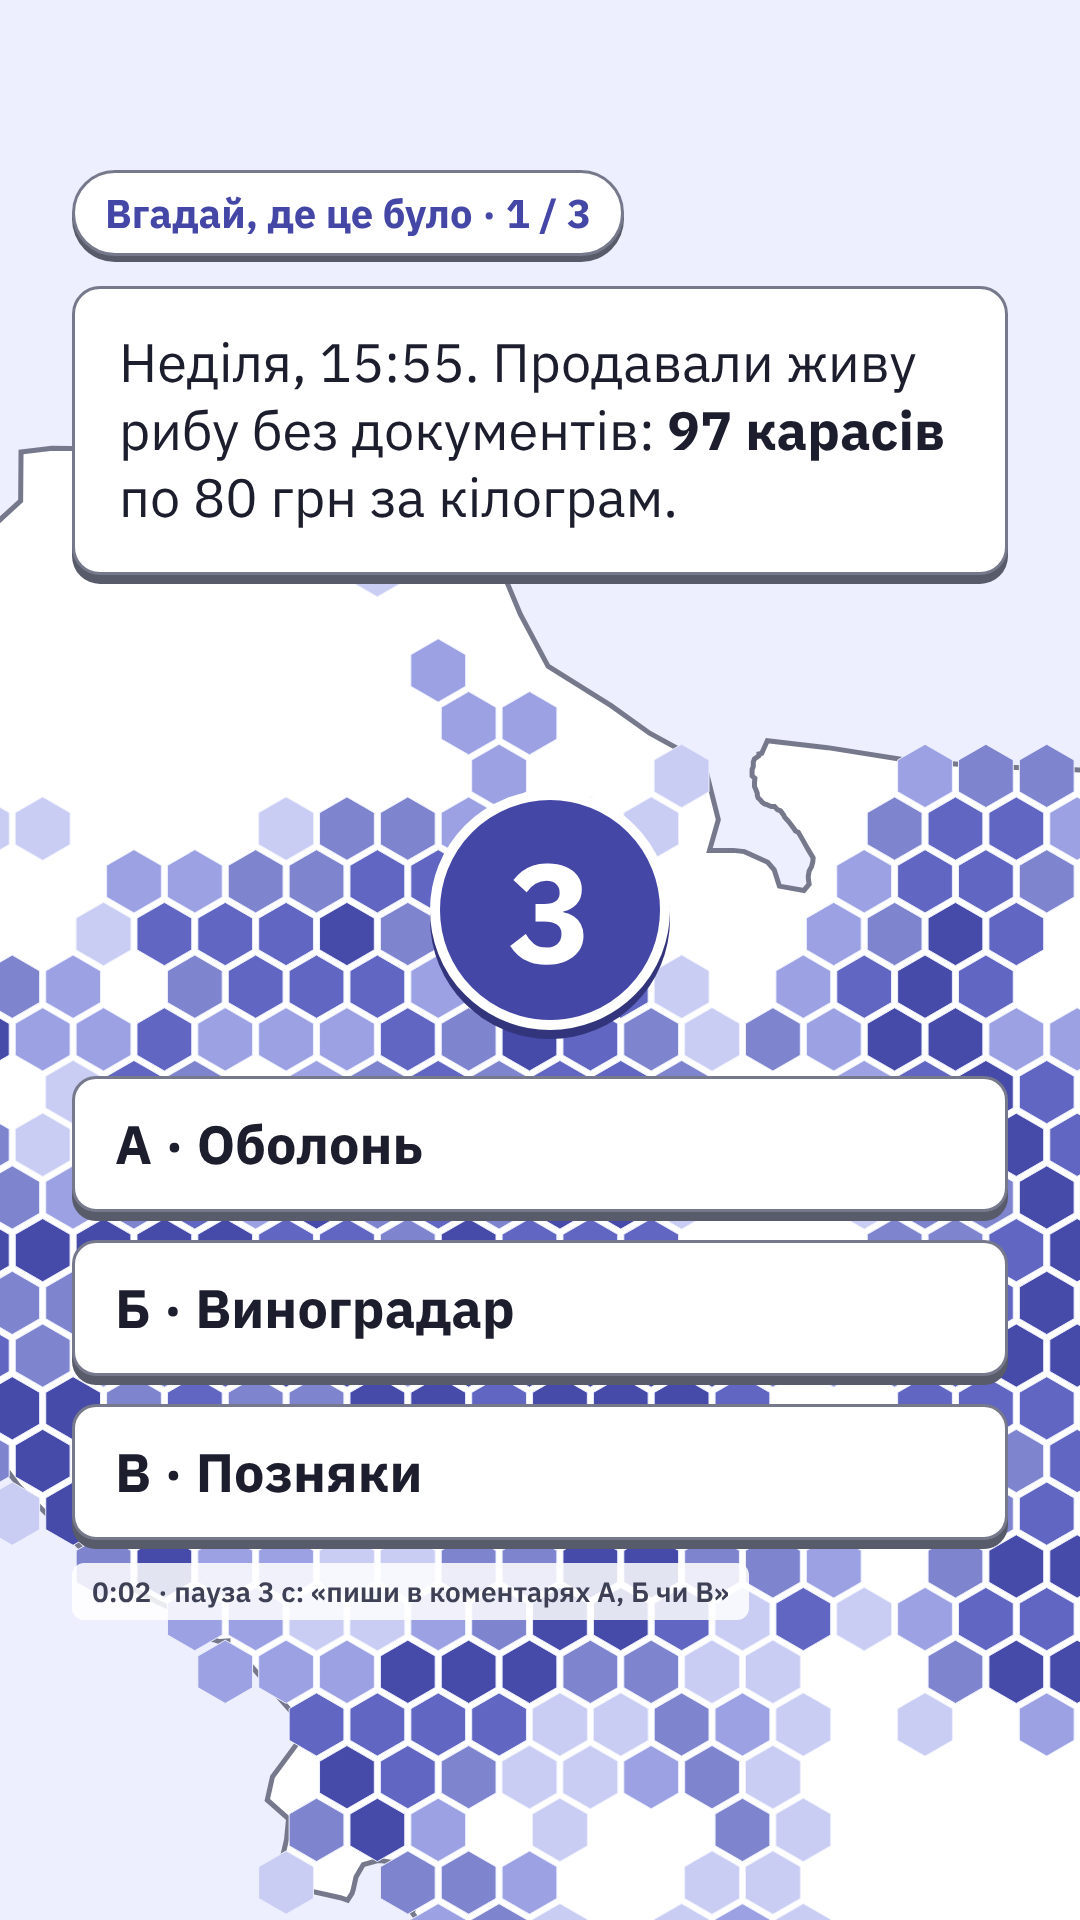 Вгадай, де це було · 1 / 3
Неділя, 15:55. Продавали живу
рибу без документів: 97 карасів
по 80 грн за кілограм.
3
А · Оболонь
Б · Виноградар
В · Позняки
0:02 · пауза 3 с: «пиши в коментарях А, Б чи В»